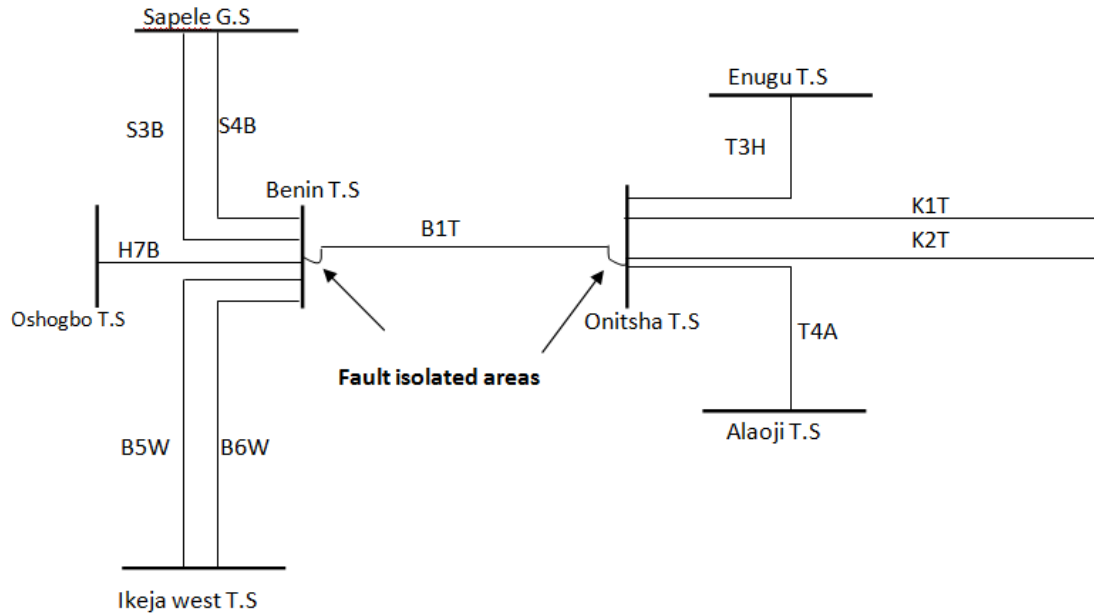 Sapele G.S
Enugu T.S
S3B
S4B
T3H
Benin T.S
K1T
B1T
K2T
H7B
Oshogbo T.S
Onitsha T.S
T4A
Fault isolated areas
Alaoji T.S
B5W
B6W
Ikeja west T.S